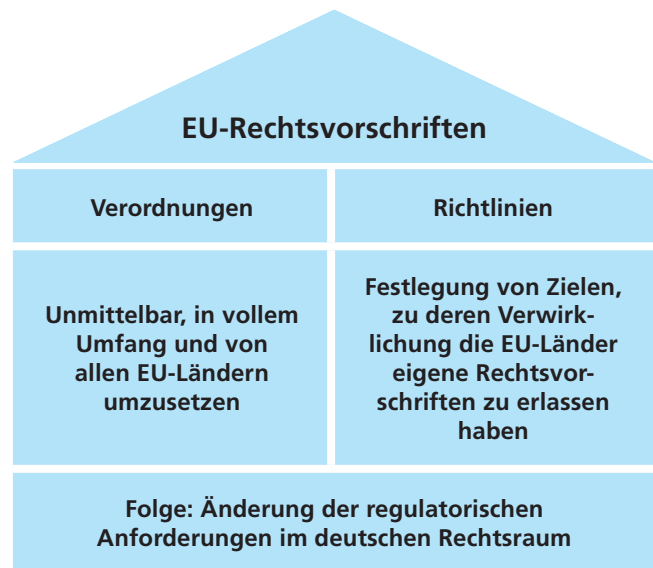 EU-Rechtsvorschriften
Verordnungen
Richtlinien
Unmittelbar, in vollem
Umfang und von
allen EU-Ländern
umzusetzen
Festlegung von Zielen,
zu deren Verwirk-
lichung die EU-Länder
eigene Rechtsvor-
schriften zu erlassen
haben
Folge: Änderung der regulatorischen
Anforderungen im deutschen Rechtsraum